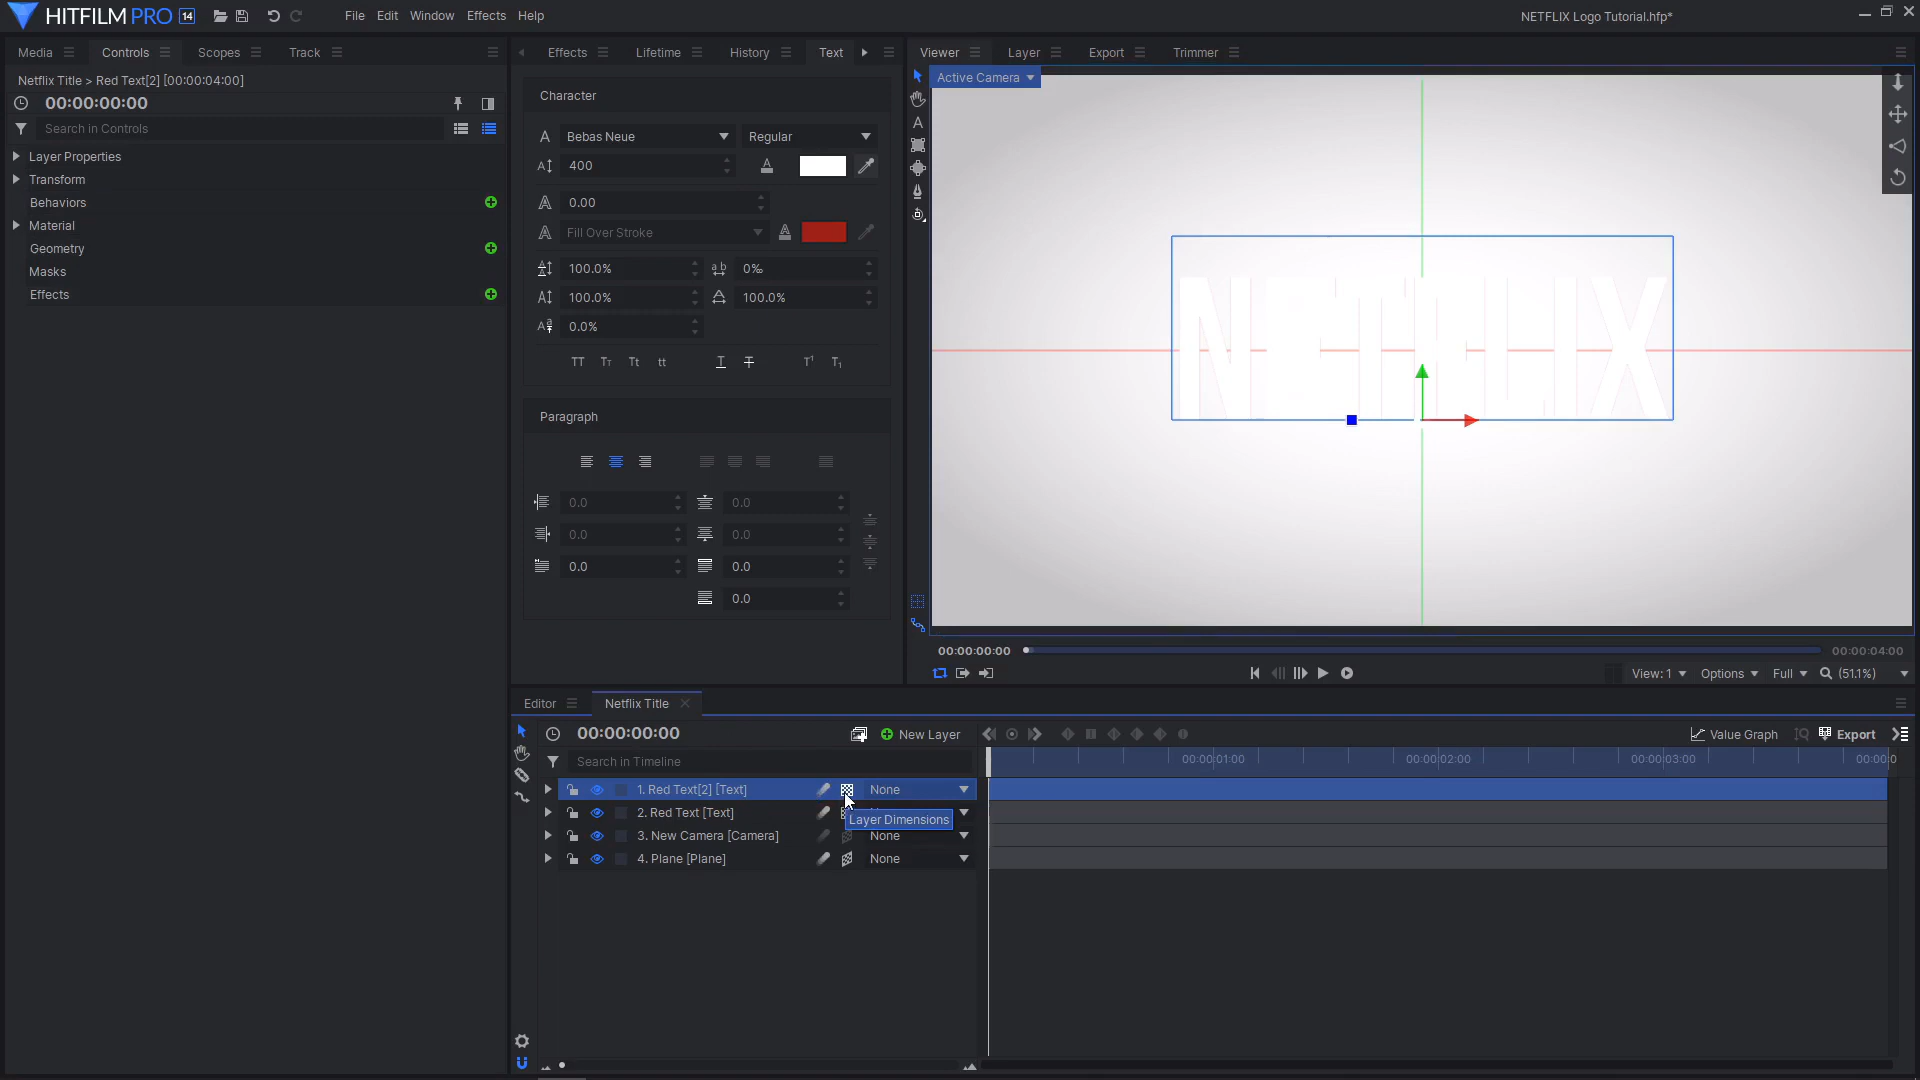 HITFILM PRO 14
File Edit Window Effects Help
NETFLIX Logo Tutorial.hfp*
Media Controls Scopes Track
Netflix Title > Red Text[2] [00:00:04:00]
00:00:00:00
Search in Controls
Layer Properties
Transform
Behaviors
Material
Geometry
Masks
Effects
Effects Lifetime History Text
Character
Bebas Neue Regular
400
0.00
Fill Over Stroke
100.0% 0‰
100.0% 100.0%
0.0%
TT Tт Tt tt T T T¹ T₁
Paragraph
0.0 0.0
0.0 0.0
0.0 0.0
0.0
Viewer Layer Export Trimmer
Active Camera
NETFLIX
00:00:00:00 00:00:04:00
View: 1 Options Full (51.1%)
Editor Netflix Title
00:00:00:00 New Layer Value Graph Export
Search in Timeline
00:00:01:00 00:00:02:00 00:00:03:00 00:00:0
1. Red Text[2] [Text] None
2. Red Text [Text]
Layer Dimensions
3. New Camera [Camera] None
4. Plane [Plane] None